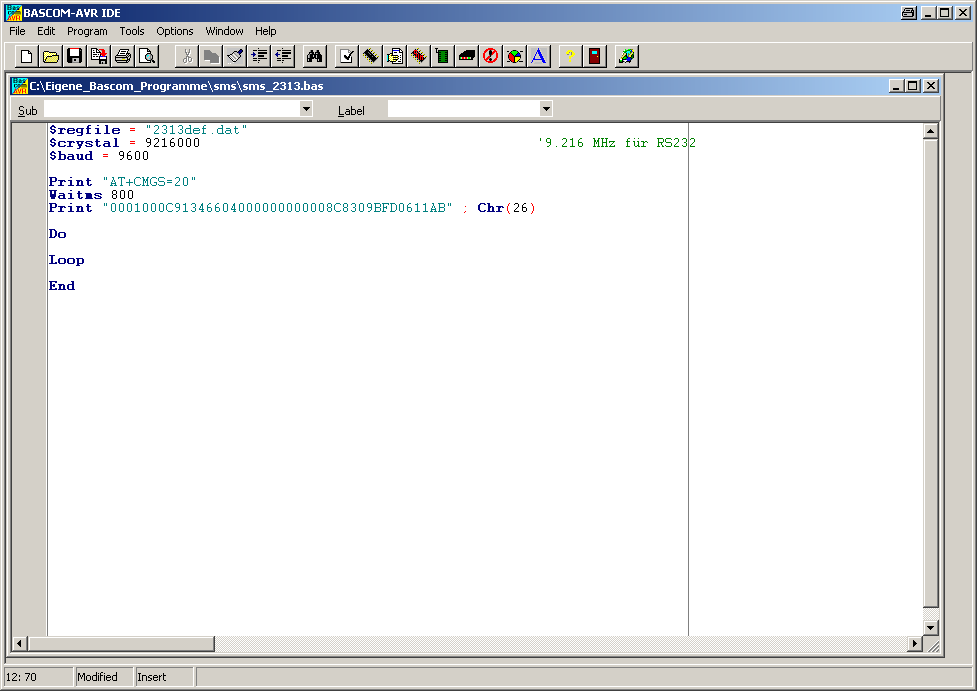 BASCOM-AVR IDE
File Edit Program Tools Options Window Help
C:\Eigene_Bascom_Programme\sms\sms_2313.bas
Sub Label
$regfile = "2313def.dat"
$crystal = 9216000 '9.216 MHz für RS232
$baud = 9600
Print "AT+CMGS=20"
Waitms 800
Print "0001000C91346604000000000008C8309BFD0611AB" ; Chr(26)
Do
Loop
End
12: 70 Modified Insert